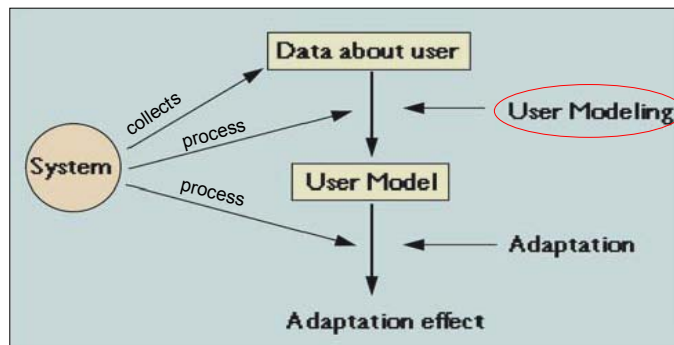 Data about user
collects
process
User Modeling
System
User Model
process
Adaptation
Adaptation effect